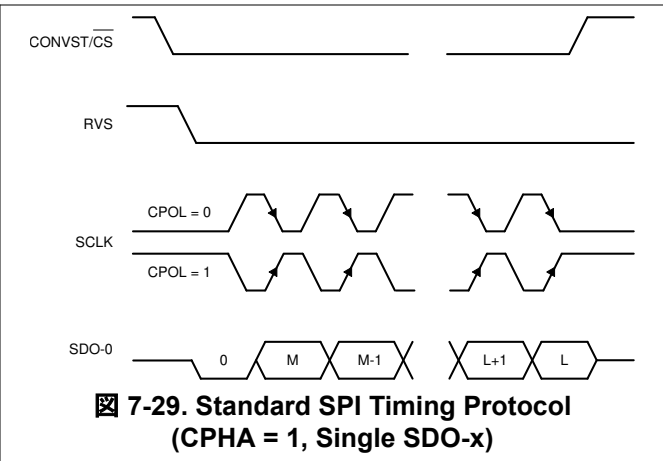 CONVST/CS
RVS
CPOL = 0
SCLK
CPOL = 1
SDO-0
0
M
M-1
L+1
L
図 7-29. Standard SPI Timing Protocol
(CPHA = 1, Single SDO-x)